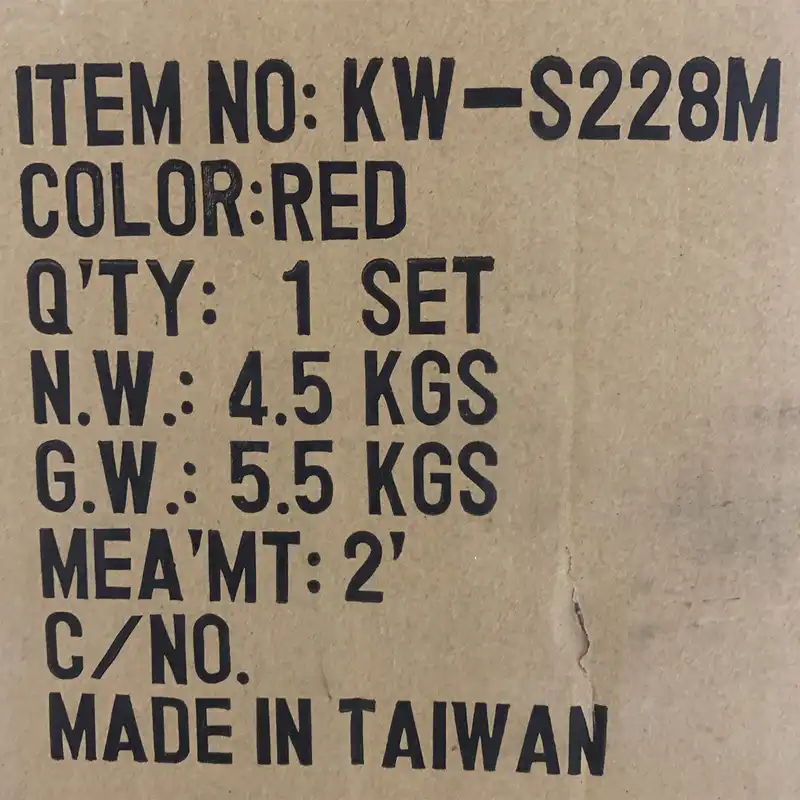 ITEM NO: KW-S228M
COLOR:RED
Q'TY: 1 SET
N.W.: 4.5 KGS
G.W.: 5.5 KGS
MEA'MT: 2'
C/NO.
MADE IN TAIWAN